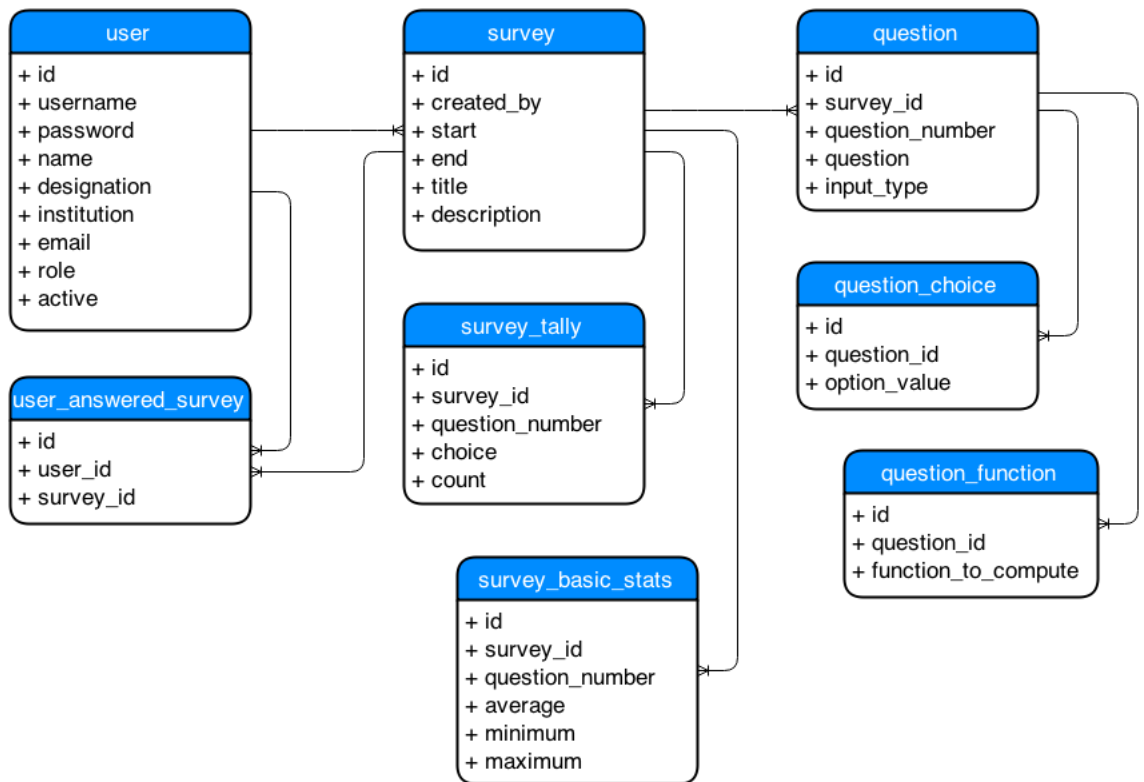 user
+ id
+ username
+ password
+ name
+ designation
+ institution
+ email
+ role
+ active
survey
+ id
+ created_by
+ start
+ end
+ title
+ description
question
+ id
+ survey_id
+ question_number
+ question
+ input_type
user_answered_survey
+ id
+ user_id
+ survey_id
survey_tally
+ id
+ survey_id
+ question_number
+ choice
+ count
question_choice
+ id
+ question_id
+ option_value
question_function
+ id
+ question_id
+ function_to_compute
survey_basic_stats
+ id
+ survey_id
+ question_number
+ average
+ minimum
+ maximum